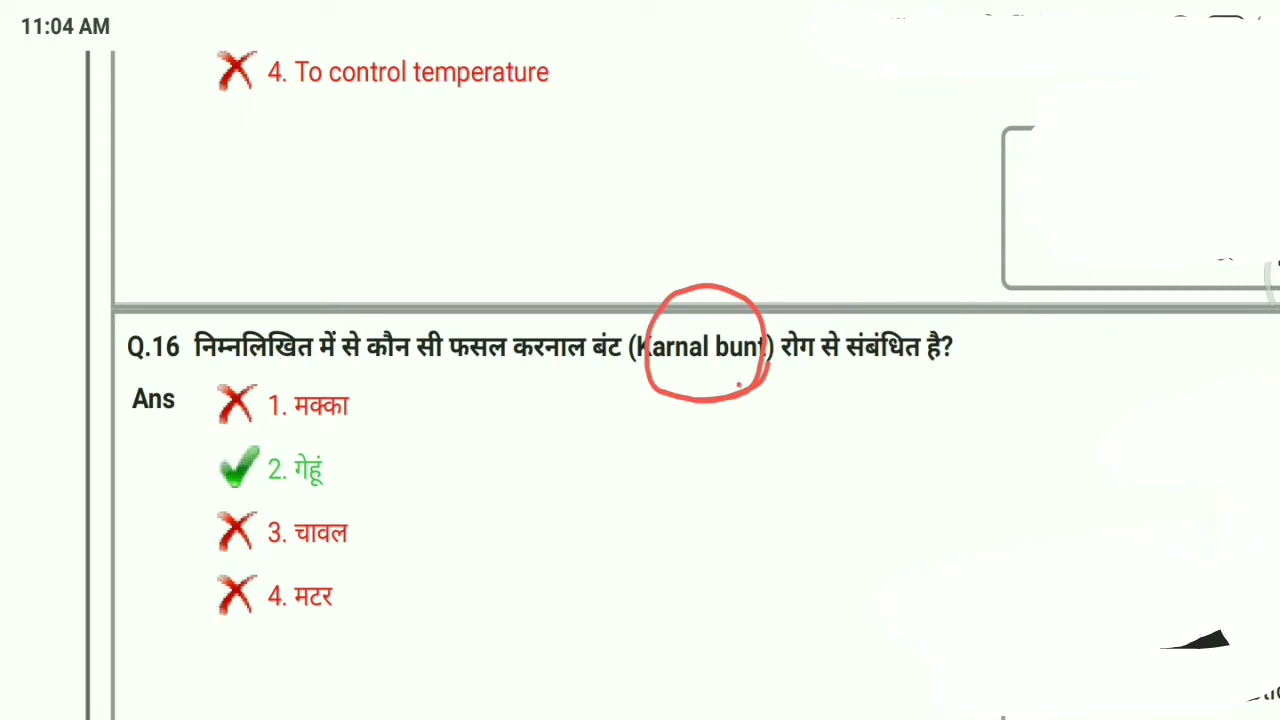 11:04 AM
4. To control temperature
Q.16 निम्नलिखित में से कौन सी फसल करनाल बंट (Karnal bunt) रोग से संबंधित है?
Ans 1. मक्का
2. गेहूं
3. चावल
4. मटर